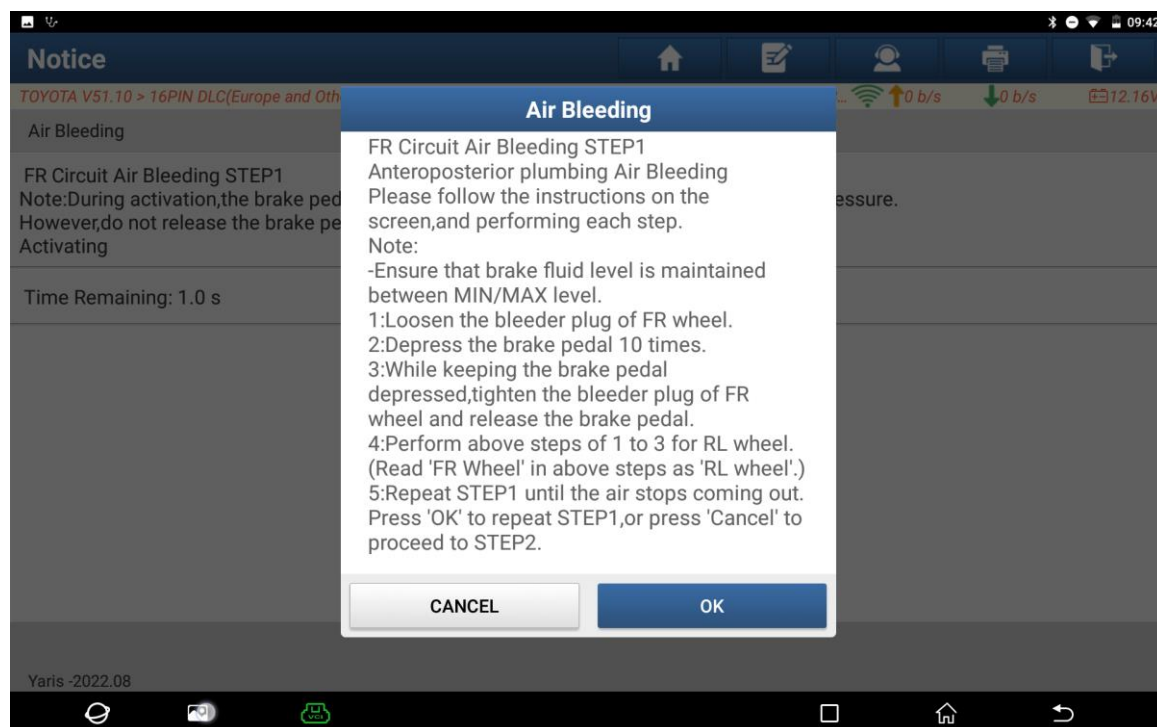 09:42
Notice
TOYOTA V51.10 > 16PIN DLC(Europe and Oth
... 0 b/s 0 b/s 12.16V
Air Bleeding
FR Circuit Air Bleeding STEP1
Note:During activation,the brake ped
essure.
However,do not release the brake pe
Activating
Time Remaining: 1.0 s
Air Bleeding
FR Circuit Air Bleeding STEP1
Anteroposterior plumbing Air Bleeding
Please follow the instructions on the
screen,and performing each step.
Note:
-Ensure that brake fluid level is maintained
between MIN/MAX level.
1:Loosen the bleeder plug of FR wheel.
2:Depress the brake pedal 10 times.
3:While keeping the brake pedal
depressed,tighten the bleeder plug of FR
wheel and release the brake pedal.
4:Perform above steps of 1 to 3 for RL wheel.
(Read 'FR Wheel' in above steps as 'RL wheel'.)
5:Repeat STEP1 until the air stops coming out.
Press 'OK' to repeat STEP1,or press 'Cancel' to
proceed to STEP2.
CANCEL OK
Yaris -2022.08
VCI